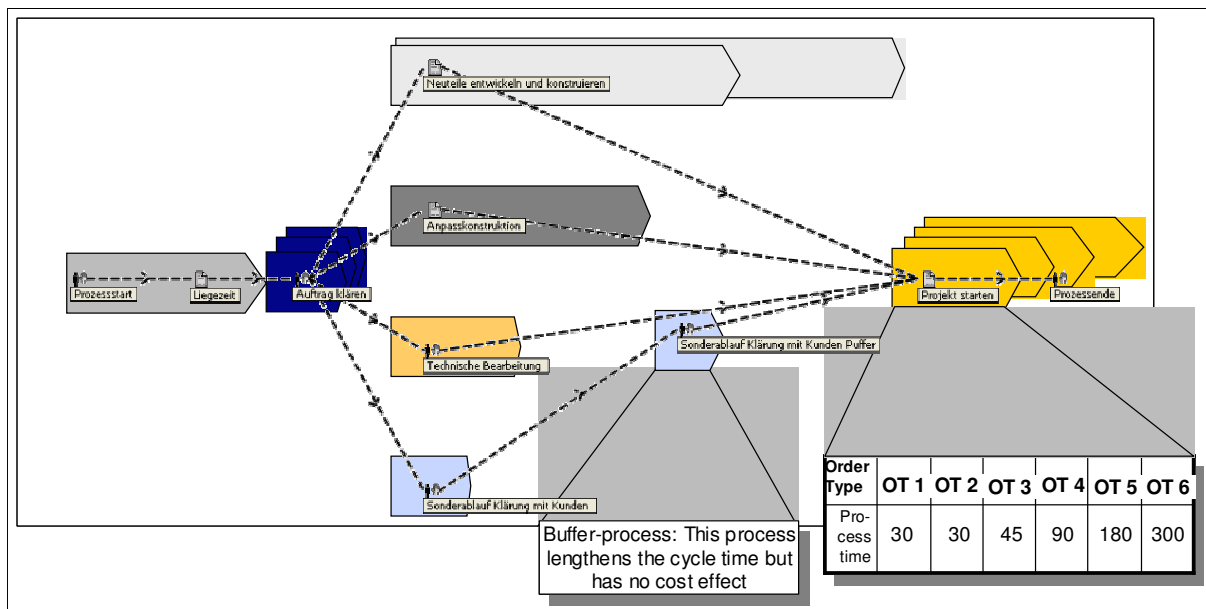 Neuteile entwickeln und konstruieren
Anpasskonstruktion
Prozessstart
Liegezeit
Auftrag klären
Projekt starten
Prozessende
Sonderablauf Klärung mit Kunden Puffer
Technische Bearbeitung
Sonderablauf Klärung mit Kunden
Buffer-process: This process
lengthens the cycle time but
has no cost effect
Order
Type OT 1 OT 2 OT 3 OT 4 OT 5 OT 6
Pro-
cess
time 30 30 45 90 180 300